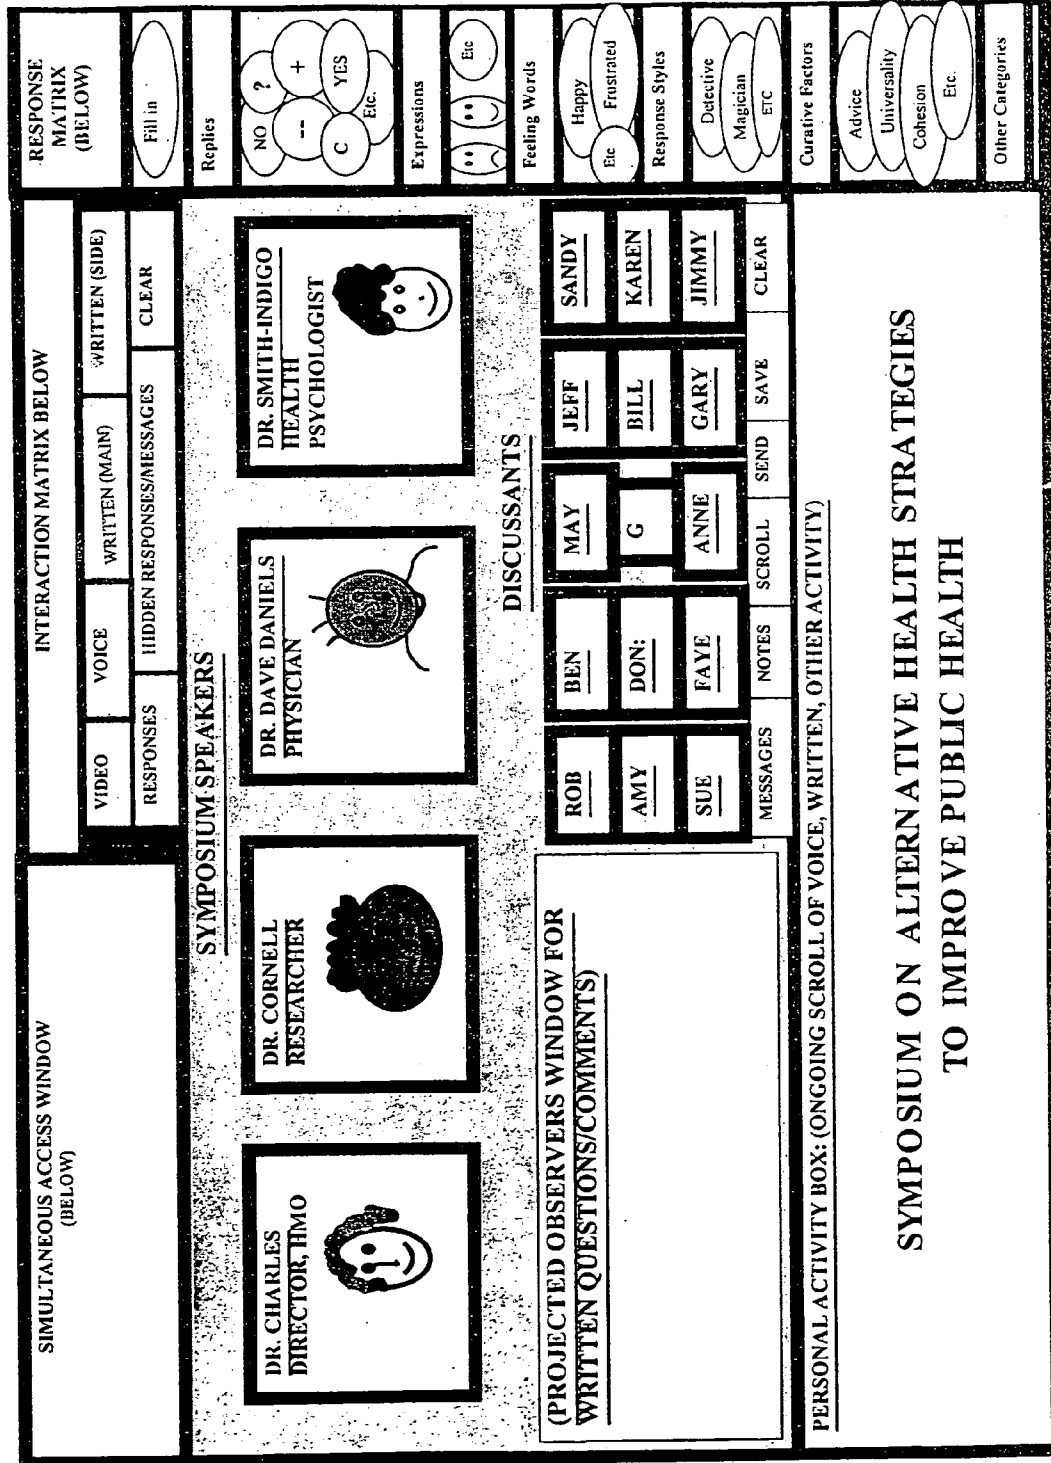 SIMULTANEOUS ACCESS WINDOW
(BELOW)
INTERACTION MATRIX BELOW
VIDEO
VOICE
WRITTEN (MAIN)
WRITTEN (SIDE)
RESPONSES
HIDDEN RESPONSES/MESSAGES
CLEAR
SYMPOSIUM SPEAKERS
DR. CHARLES
DIRECTOR, HMO
DR. CORNELL
RESEARCHER
DR. DAVE DANIELS
PHYSICIAN
DR. SMITH-INDIGO
HEALTH
PSYCHOLOGIST
(PROJECTED OBSERVERS WINDOW FOR
WRITTEN QUESTIONS/COMMENTS)
DISCUSSANTS
ROB
BEN
MAY
JEFF
SANDY
AMY
DON:
G
BILL
KAREN
SUE
FAYE
ANNE
GARY
JIMMY
MESSAGES
NOTES
SCROLL
SEND
SAVE
CLEAR
PERSONAL ACTIVITY BOX: (ONGOING SCROLL OF VOICE, WRITTEN, OTHER ACTIVITY)
SYMPOSIUM ON ALTERNATIVE HEALTH STRATEGIES
TO IMPROVE PUBLIC HEALTH
RESPONSE
MATRIX
(BELOW)
Fill in
Replies
NO
?
--
+
C
YES
Etc.
Expressions
Etc
Feeling Words
Happy
Etc
Frustrated
Response Styles
Detective
Magician
ETC
Curative Factors
Advice
Universality
Cohesion
Etc.
Other Categories